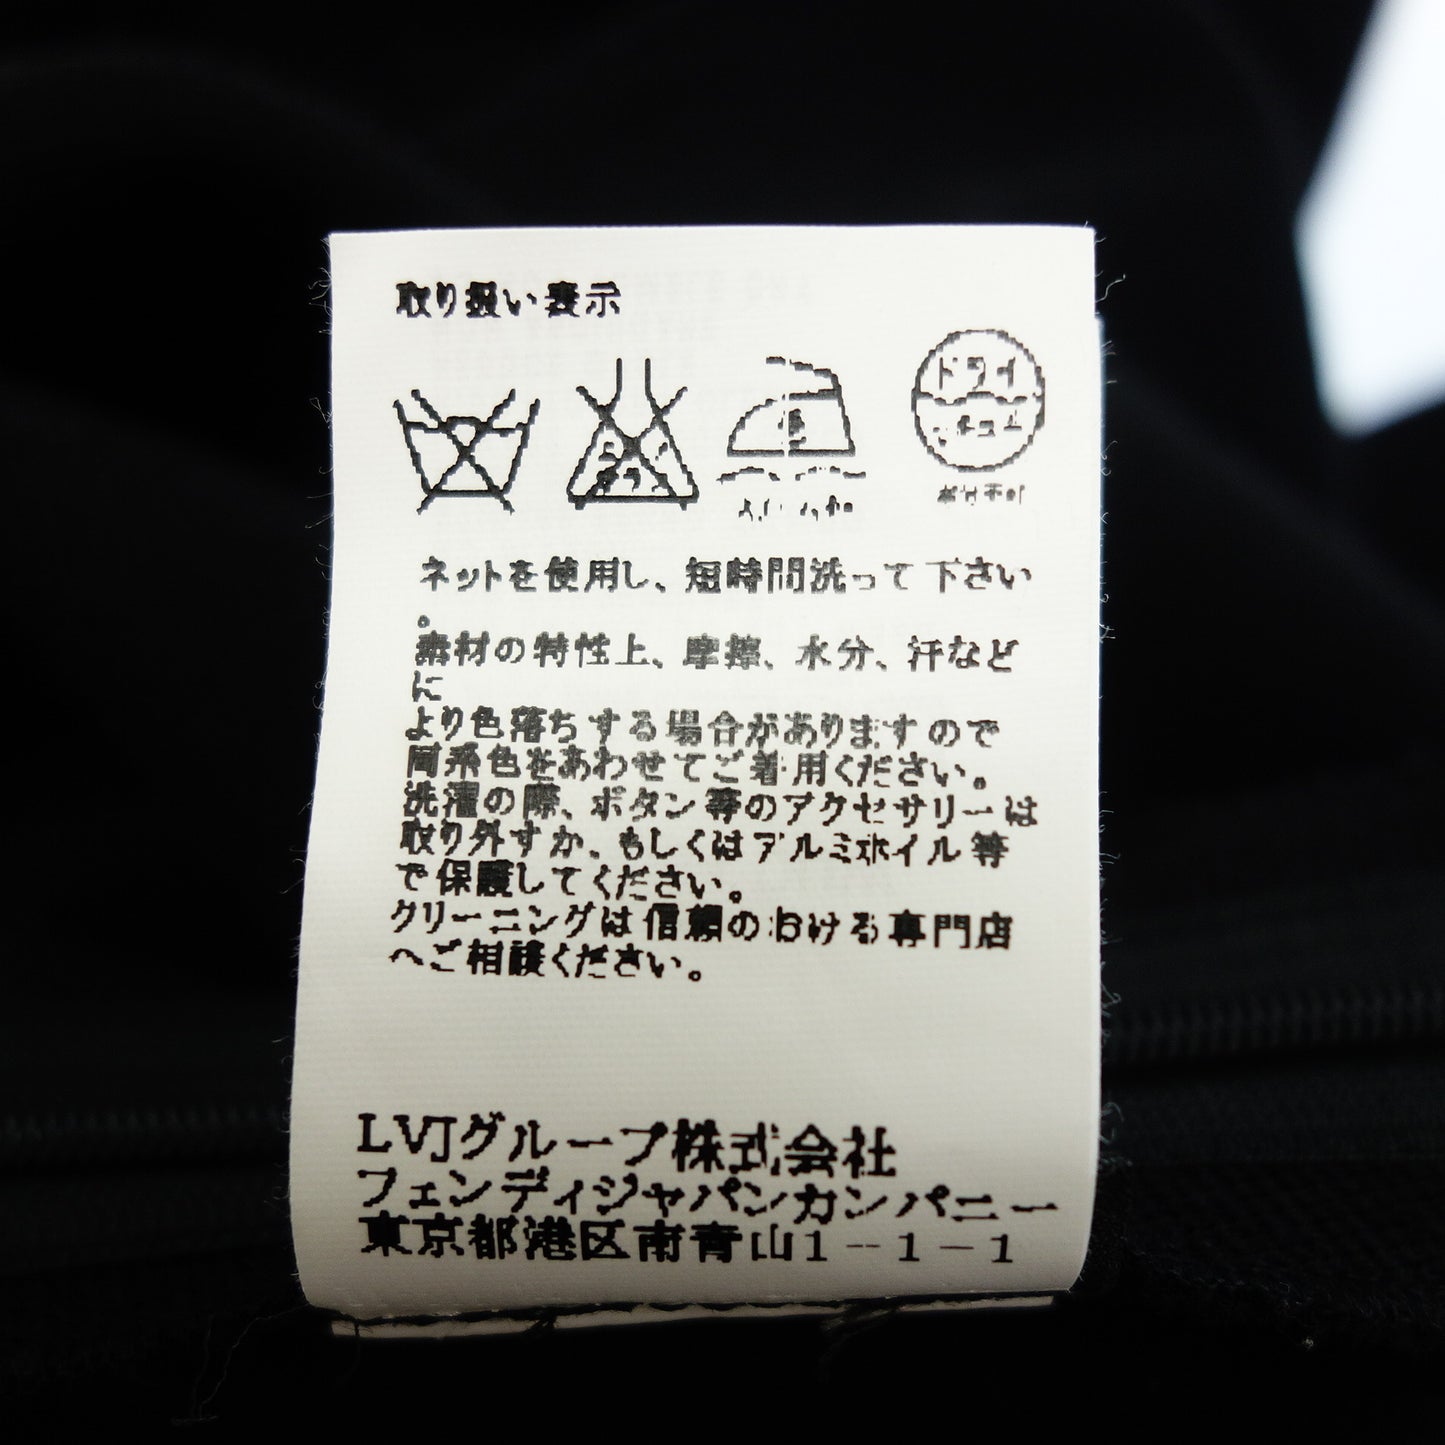 取り扱い表示
ドライ
ネットを使用し、短時間洗って下さい
。
素材の特性上、摩擦、水分、汗など
に
より色落ちする場合がありますので
同系色をあわせてご着用ください。
洗濯の際、ボタン等のアクセサリーは
取り外すか、もしくはアルミホイル等
で保護してください。
クリーニングは信頼のおける専門店
へご相談ください。
LVJグループ株式会社
フェンディジャパンカンパニー
東京都港区南青山1-1-1